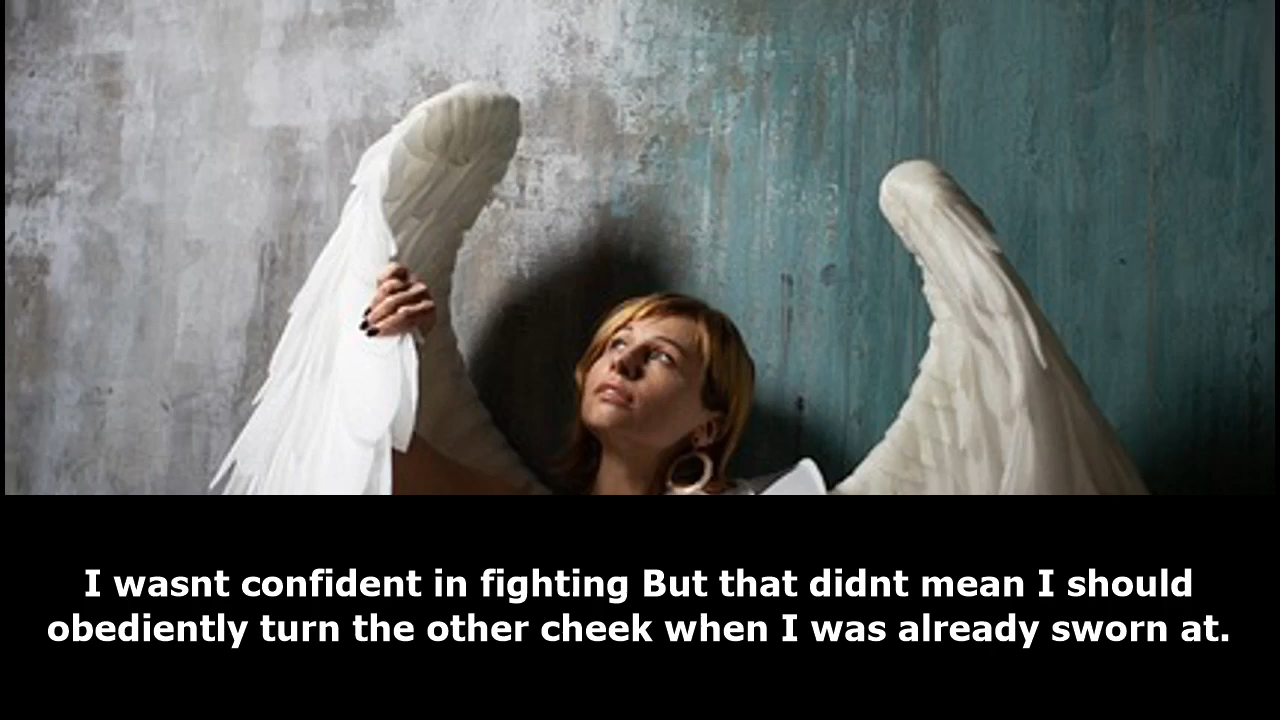 I wasnt confident in fighting But that didnt mean I should
obediently turn the other cheek when I was already sworn at.